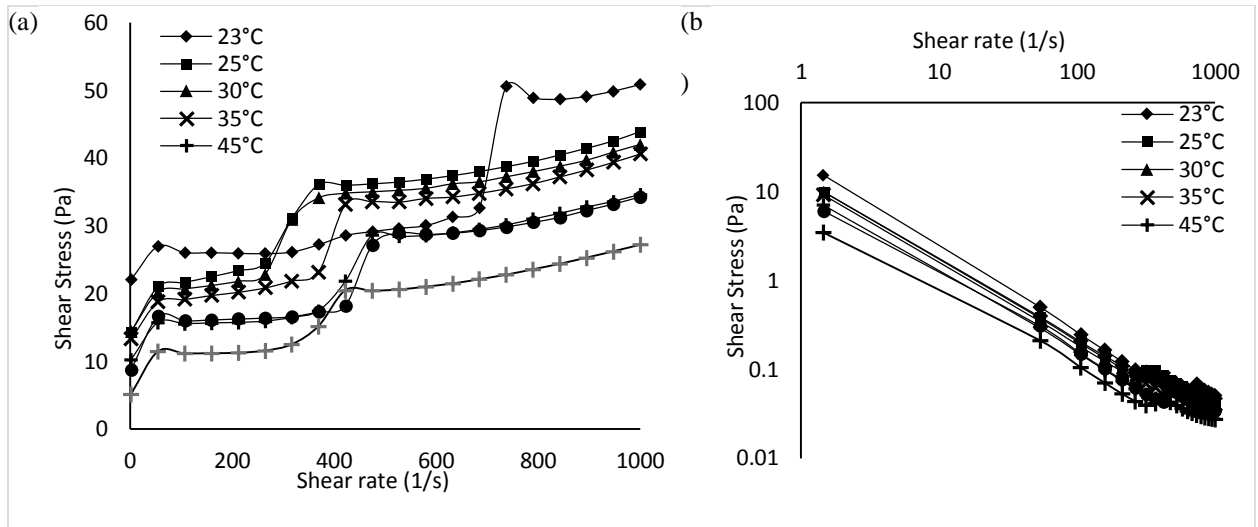 (a)
60
50
40
30
20
10
0
Shear Stress (Pa)
23°C
25°C
30°C
35°C
45°C
0 200 400 600 800 1000
Shear rate (1/s)
(b
)
Shear rate (1/s)
1 10 100 1000
100
10
1
0.1
0.01
Shear Stress (Pa)
23°C
25°C
30°C
35°C
45°C